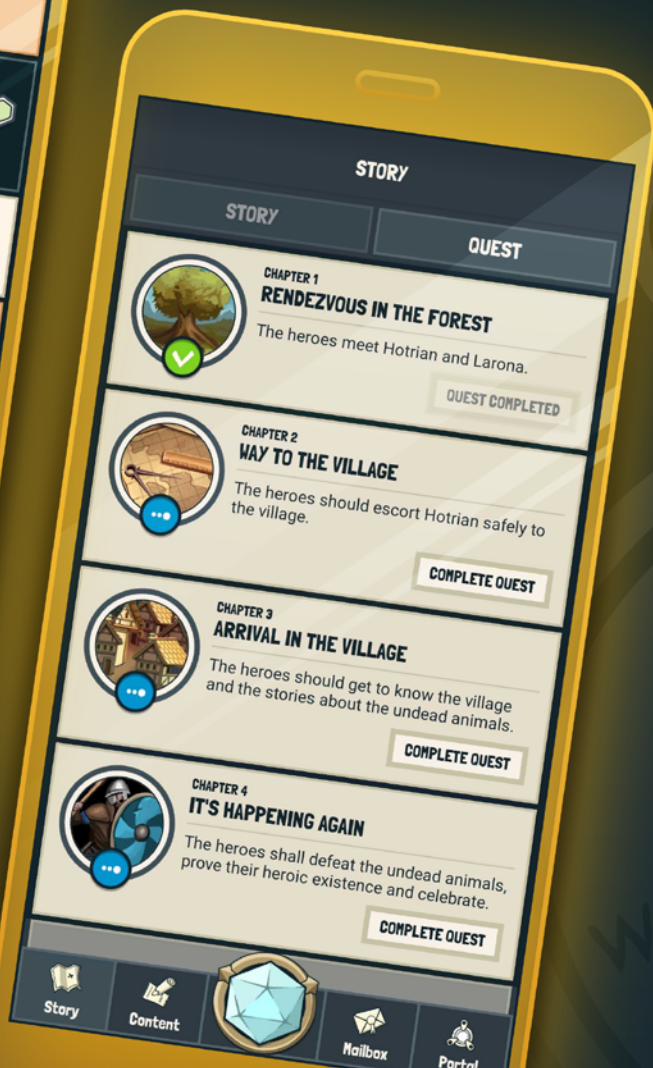 STORY
STORY
QUEST
CHAPTER 1
RENDEZVOUS IN THE FOREST
The heroes meet Hotrian and Larona.
QUEST COMPLETED
CHAPTER 2
WAY TO THE VILLAGE
The heroes should escort Hotrian safely to
the village.
COMPLETE QUEST
CHAPTER 3
ARRIVAL IN THE VILLAGE
The heroes should get to know the village
and the stories about the undead animals.
COMPLETE QUEST
CHAPTER 4
IT'S HAPPENING AGAIN
The heroes shall defeat the undead animals,
prove their heroic existence and celebrate.
COMPLETE QUEST
Story
Content
Mailbox
Portal